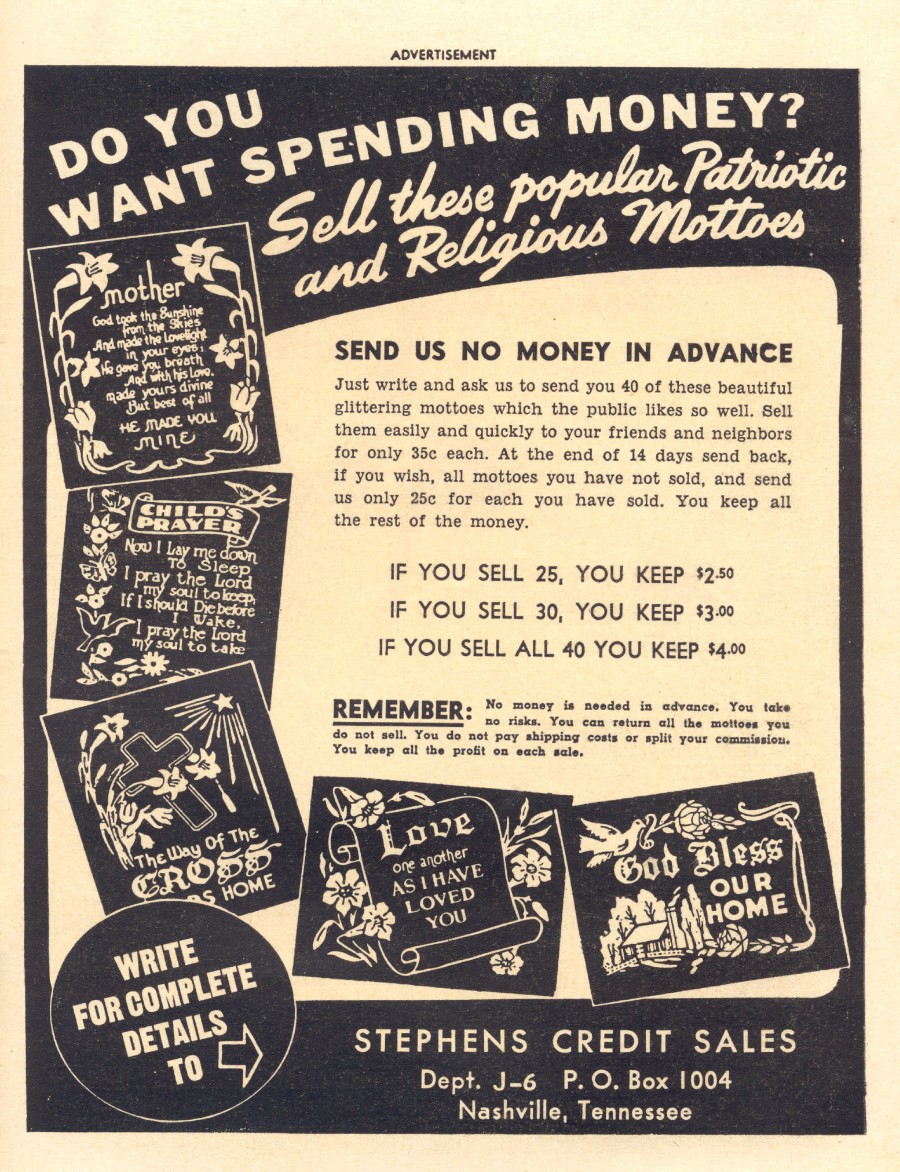 ADVERTISEMENT
DO YOU
WANT SPENDING MONEY?
Sell these popular Patriotic
and Religious Mottoes
mother
God took the Sunshine
from the Skies
And made the Lovelight
in your eyes;
He gave you breath
And with his Love,
made yours divine
But best of all
HE MADE YOU
MINE
CHILD'S
PRAYER
Now I Lay me down
To Sleep
I pray the Lord
my soul to keep,
If I should Die before
I Wake,
I pray the Lord
my soul to take
The Way Of The
CROSS
DS HOME
SEND US NO MONEY IN ADVANCE
Just write and ask us to send you 40 of these beautiful
glittering mottoes which the public likes so well. Sell
them easily and quickly to your friends and neighbors
for only 35c each. At the end of 14 days send back,
if you wish, all mottoes you have not sold, and send
us only 25c for each you have sold. You keep all
the rest of the money.
IF YOU SELL 25, YOU KEEP $2.50
IF YOU SELL 30, YOU KEEP $3.00
IF YOU SELL ALL 40 YOU KEEP $4.00
REMEMBER: No money is needed in advance. You take
no risks. You can return all the mottoes you
do not sell. You do not pay shipping costs or split your commission.
You keep all the profit on each sale.
Love
one another
AS I HAVE
LOVED
YOU
God Bless
OUR
HOME
WRITE
FOR COMPLETE
DETAILS
TO
STEPHENS CREDIT SALES
Dept. J-6 P. O. Box 1004
Nashville, Tennessee